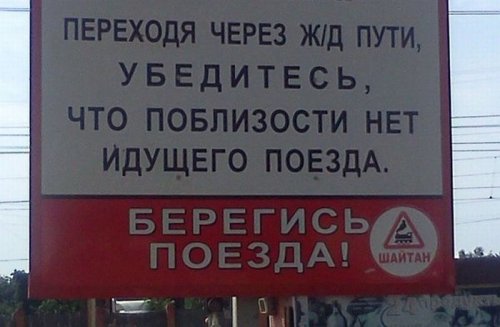 ПЕРЕХОДЯ ЧЕРЕЗ Ж/Д ПУТИ,
УБЕДИТЕСЬ,
ЧТО ПОБЛИЗОСТИ НЕТ
ИДУЩЕГО ПОЕЗДА.
БЕРЕГИСЬ
ПОЕЗДА!
ШАЙТАН